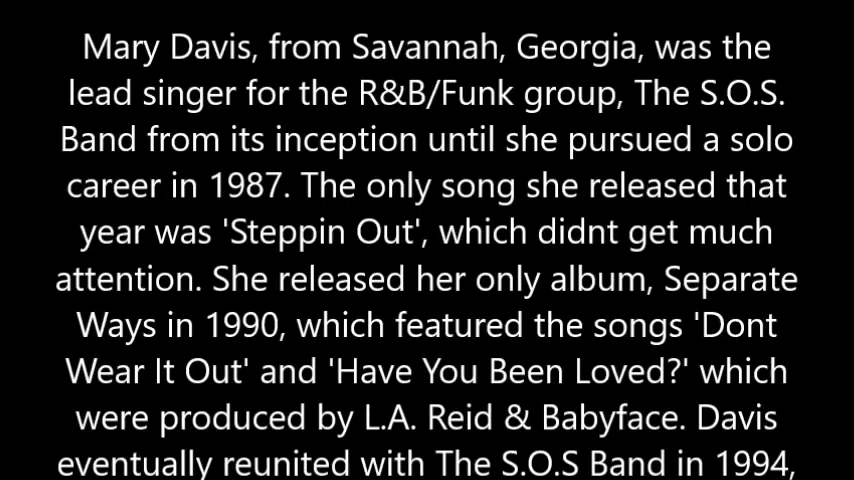 Mary Davis, from Savannah, Georgia, was the
lead singer for the R&B/Funk group, The S.O.S.
Band from its inception until she pursued a solo
career in 1987. The only song she released that
year was 'Steppin Out', which didnt get much
attention. She released her only album, Separate
Ways in 1990, which featured the songs 'Dont
Wear It Out' and 'Have You Been Loved?' which
were produced by L.A. Reid & Babyface. Davis
eventually reunited with The S.O.S Band in 1994,